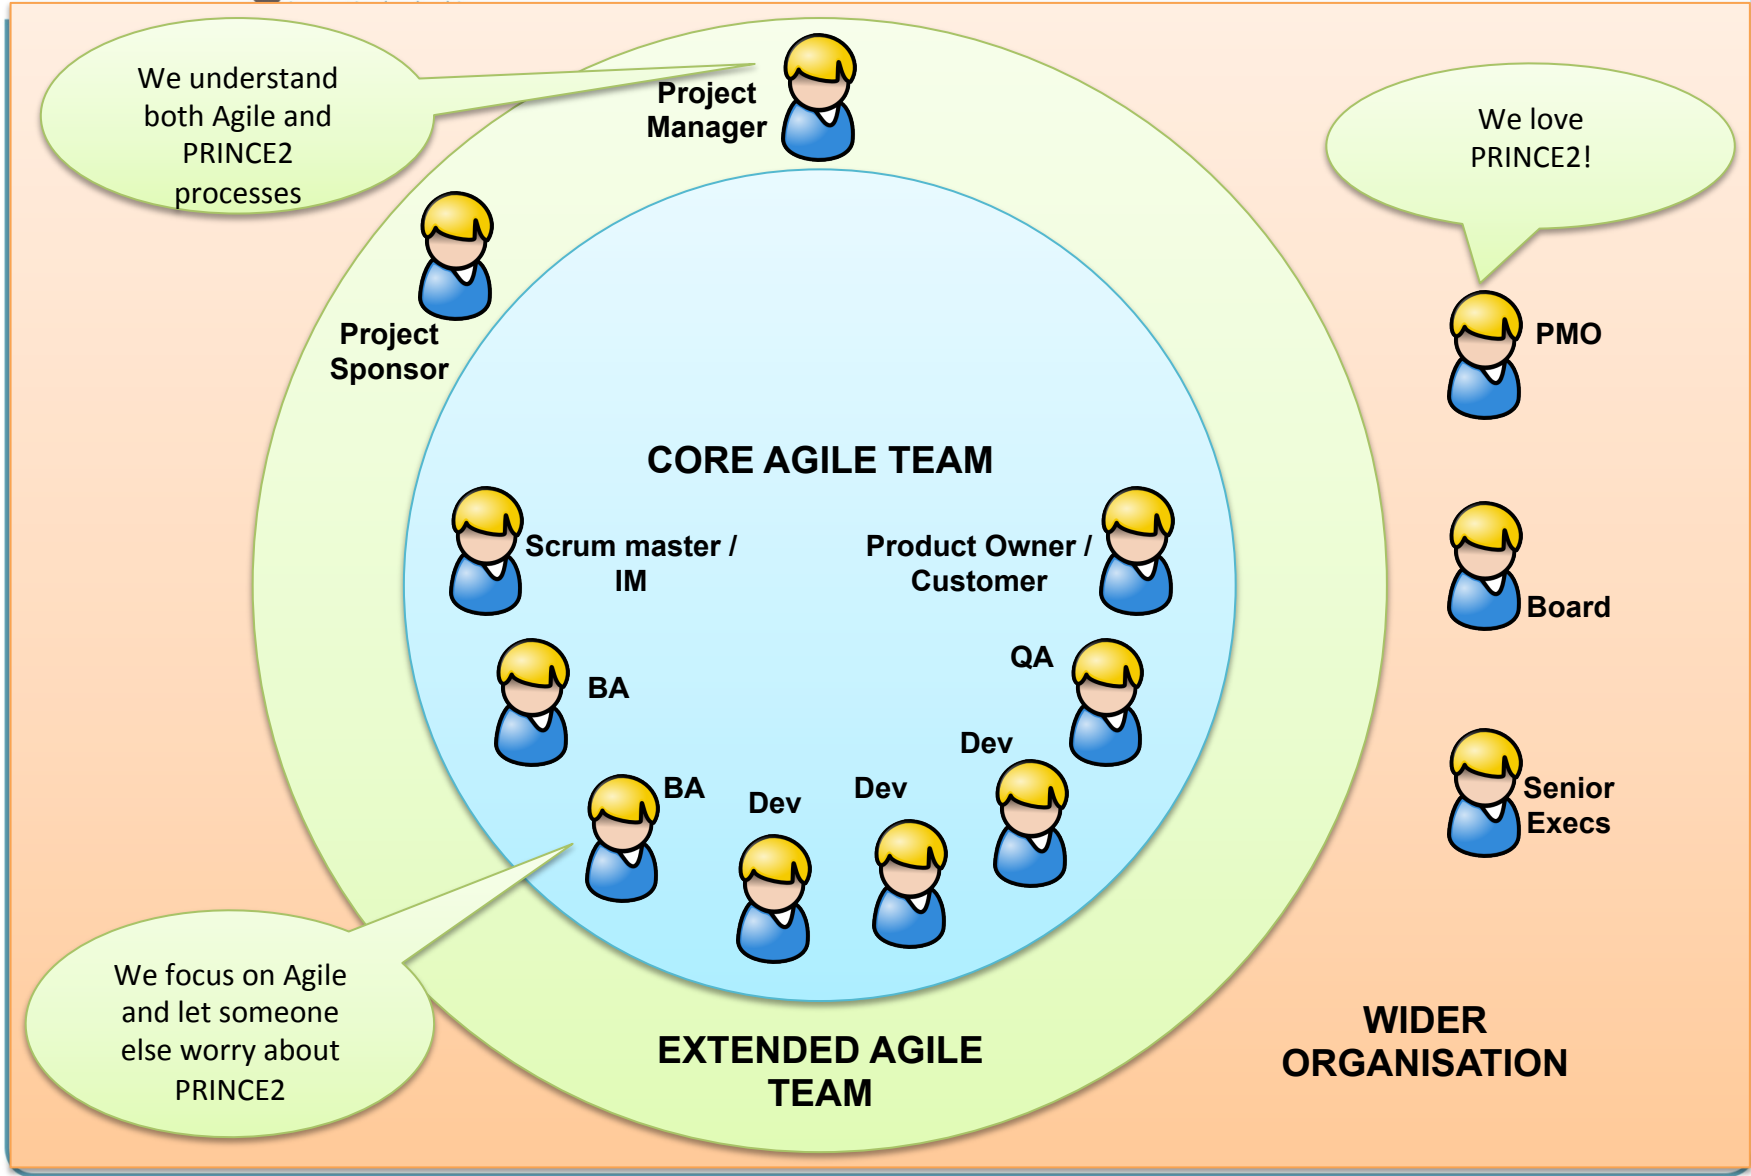 We understand
both Agile and
PRINCE2
processes
Project
Manager
We love
PRINCE2!
Project
Sponsor
PMO
CORE AGILE TEAM
Scrum master /
IM
Product Owner /
Customer
Board
QA
BA
Dev
BA
Dev
Dev
Senior
Execs
We focus on Agile
and let someone
else worry about
PRINCE2
WIDER
ORGANISATION
EXTENDED AGILE
TEAM